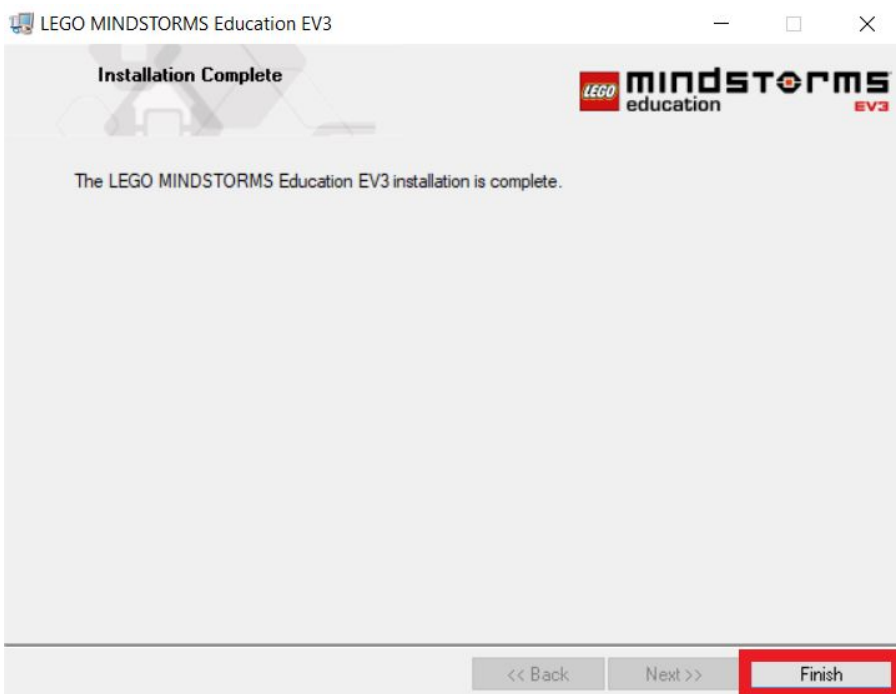 LEGO MINDSTORMS Education EV3
Installation Complete
LEGO mindstorms
education EV3
The LEGO MINDSTORMS Education EV3 installation is complete.
<< Back Next >> Finish